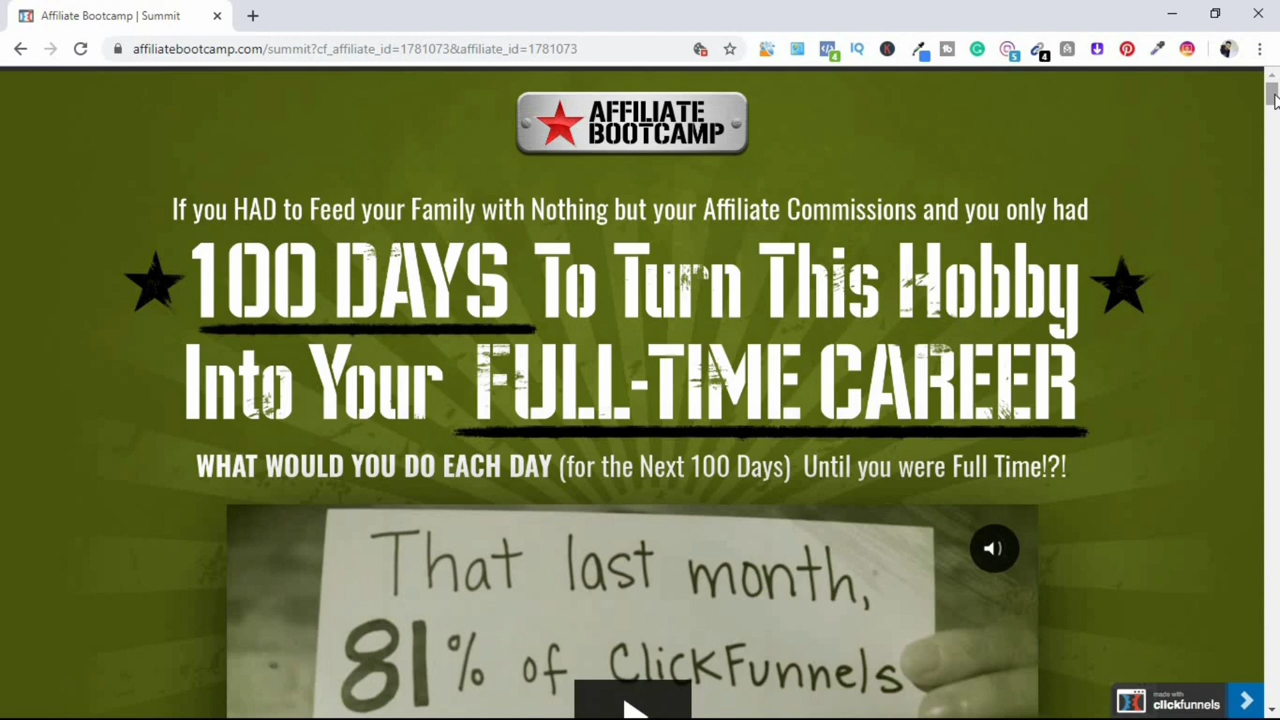 Affiliate Bootcamp | Summit
affiliatebootcamp.com/summit?cf_affiliate_id=1781073&affiliate_id=1781073
AFFILIATE
BOOTCAMP
If you HAD to Feed your Family with Nothing but your Affiliate Commissions and you only had
100 DAYS To Turn This Hobby
Into Your FULL-TIME CAREER
WHAT WOULD YOU DO EACH DAY (for the Next 100 Days) Until you were Full Time!?!
That last month,
81% of ClickFunnels
made with
clickfunnels